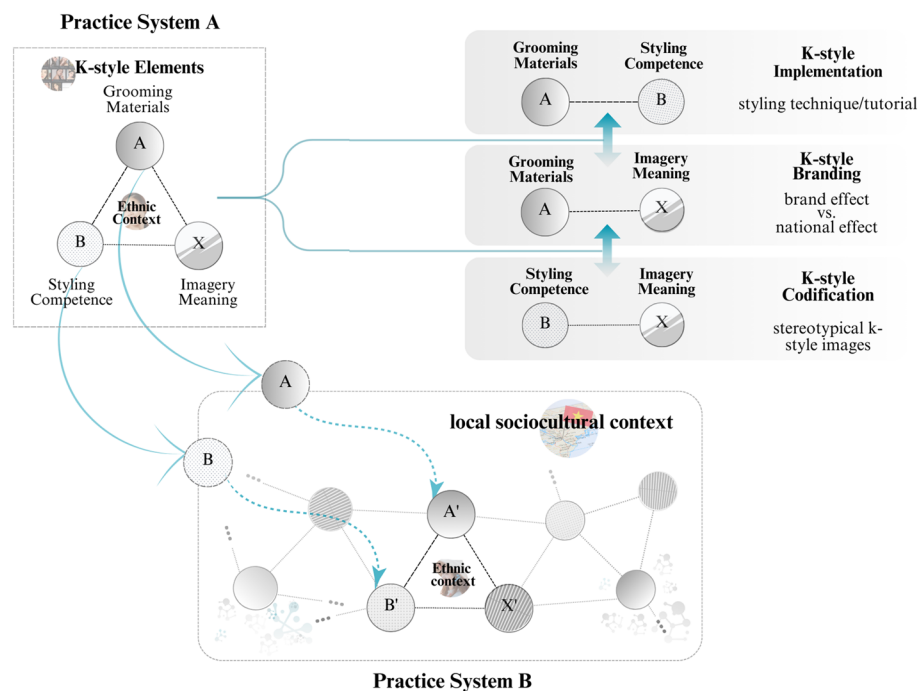 Practice System A
K-style Elements
Grooming
Materials
A
Ethnic
Context
B
X
Styling
Competence
Imagery
Meaning
Grooming
Materials
Styling
Competence
A
B
K-style
Implementation
styling technique/tutorial
Grooming
Materials
Imagery
Meaning
A
X
K-style
Branding
brand effect
vs.
national effect
Styling
Competence
Imagery
Meaning
B
X
K-style
Codification
stereotypical k-
style images
A
B
local sociocultural context
A'
Ethnic
context
B'
X'
Practice System B